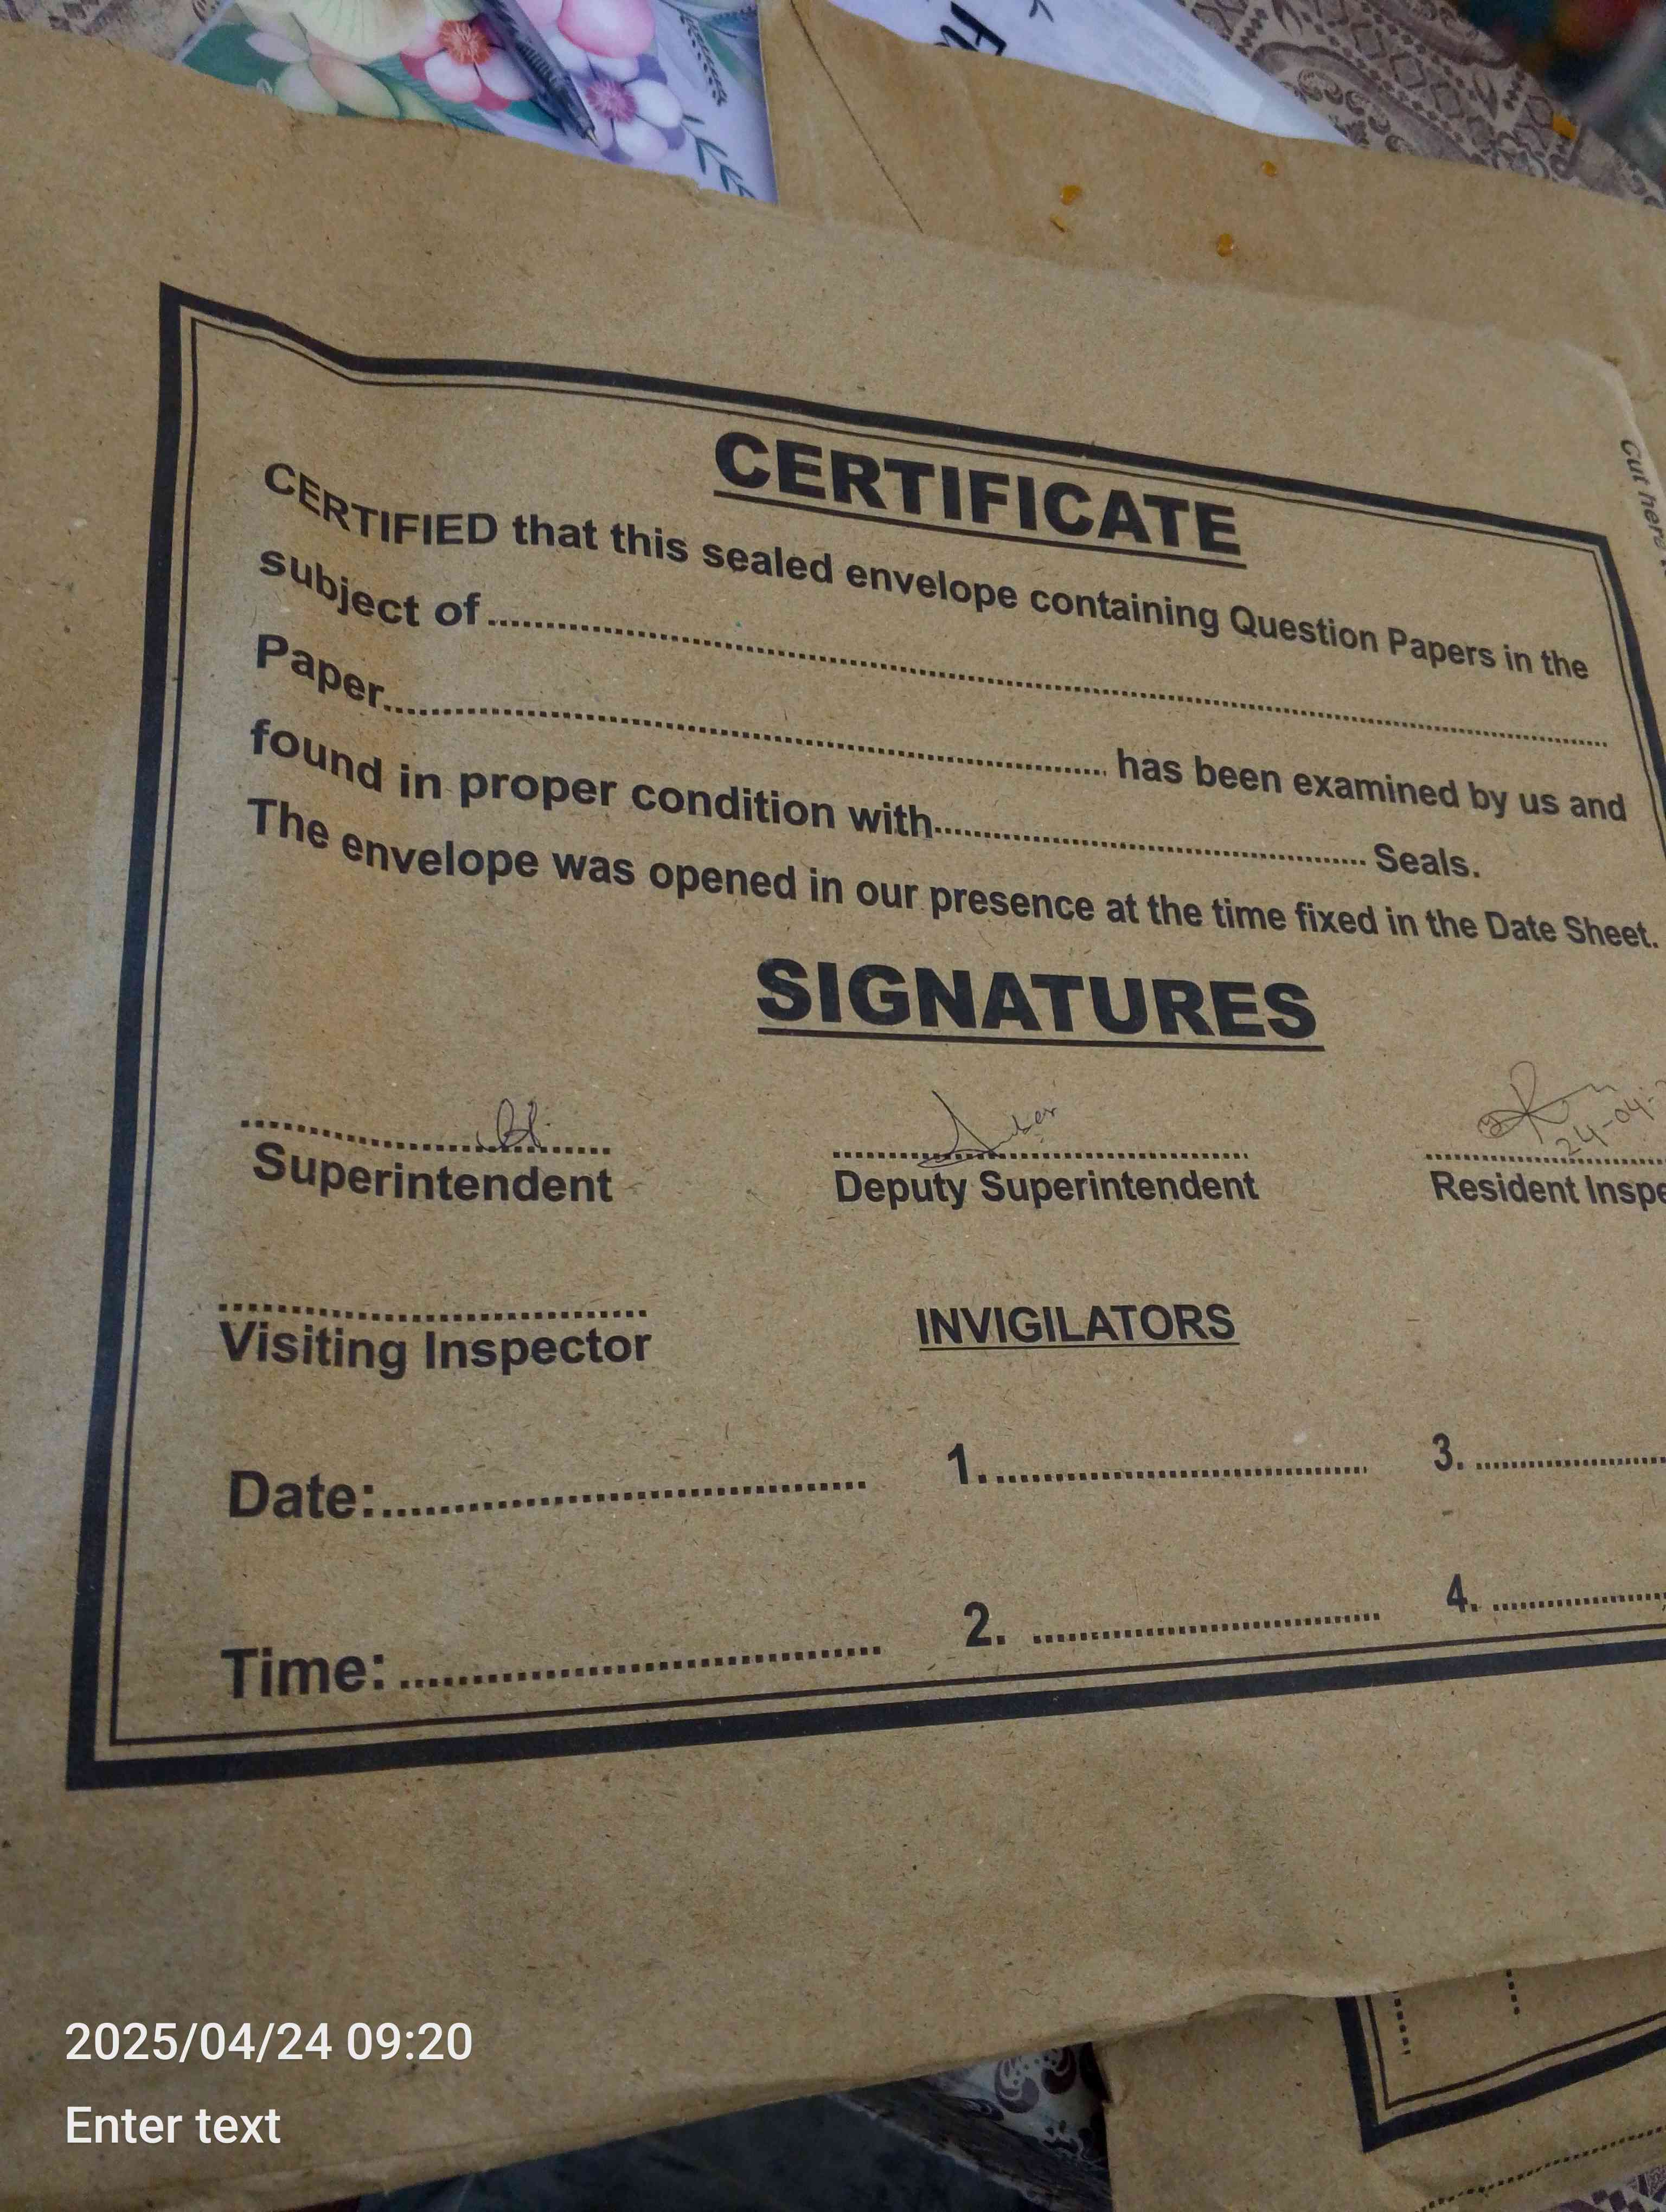 Cut here
CERTIFICATE
CERTIFIED that this sealed envelope containing Question Papers in the
subject of
Paper has been examined by us and
found in proper condition with Seals.
The envelope was opened in our presence at the time fixed in the Date Sheet.
SIGNATURES
24-04-
Superintendent Deputy Superintendent Resident Inspe
Visiting Inspector INVIGILATORS
Date: 1. 3.
Time: 2. 4.
2025/04/24 09:20
Enter text